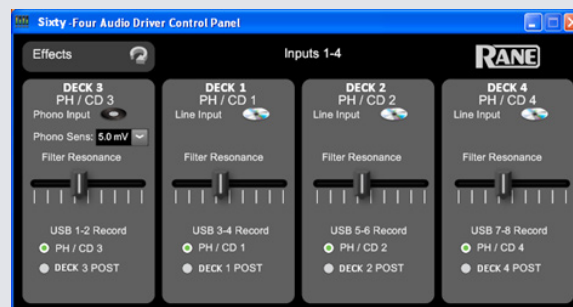 Sixty -Four Audio Driver Control Panel
Effects
Inputs 1-4
RANE
DECK 3
PH / CD 3
Phono Input
Phono Sens: 5.0 mV
Filter Resonance
USB 1-2 Record
PH / CD 3
DECK 3 POST
DECK 1
PH / CD 1
Line Input
Filter Resonance
USB 3-4 Record
PH / CD 1
DECK 1 POST
DECK 2
PH / CD 2
Line Input
Filter Resonance
USB 5-6 Record
PH / CD 2
DECK 2 POST
DECK 4
PH / CD 4
Line Input
Filter Resonance
USB 7-8 Record
PH / CD 4
DECK 4 POST